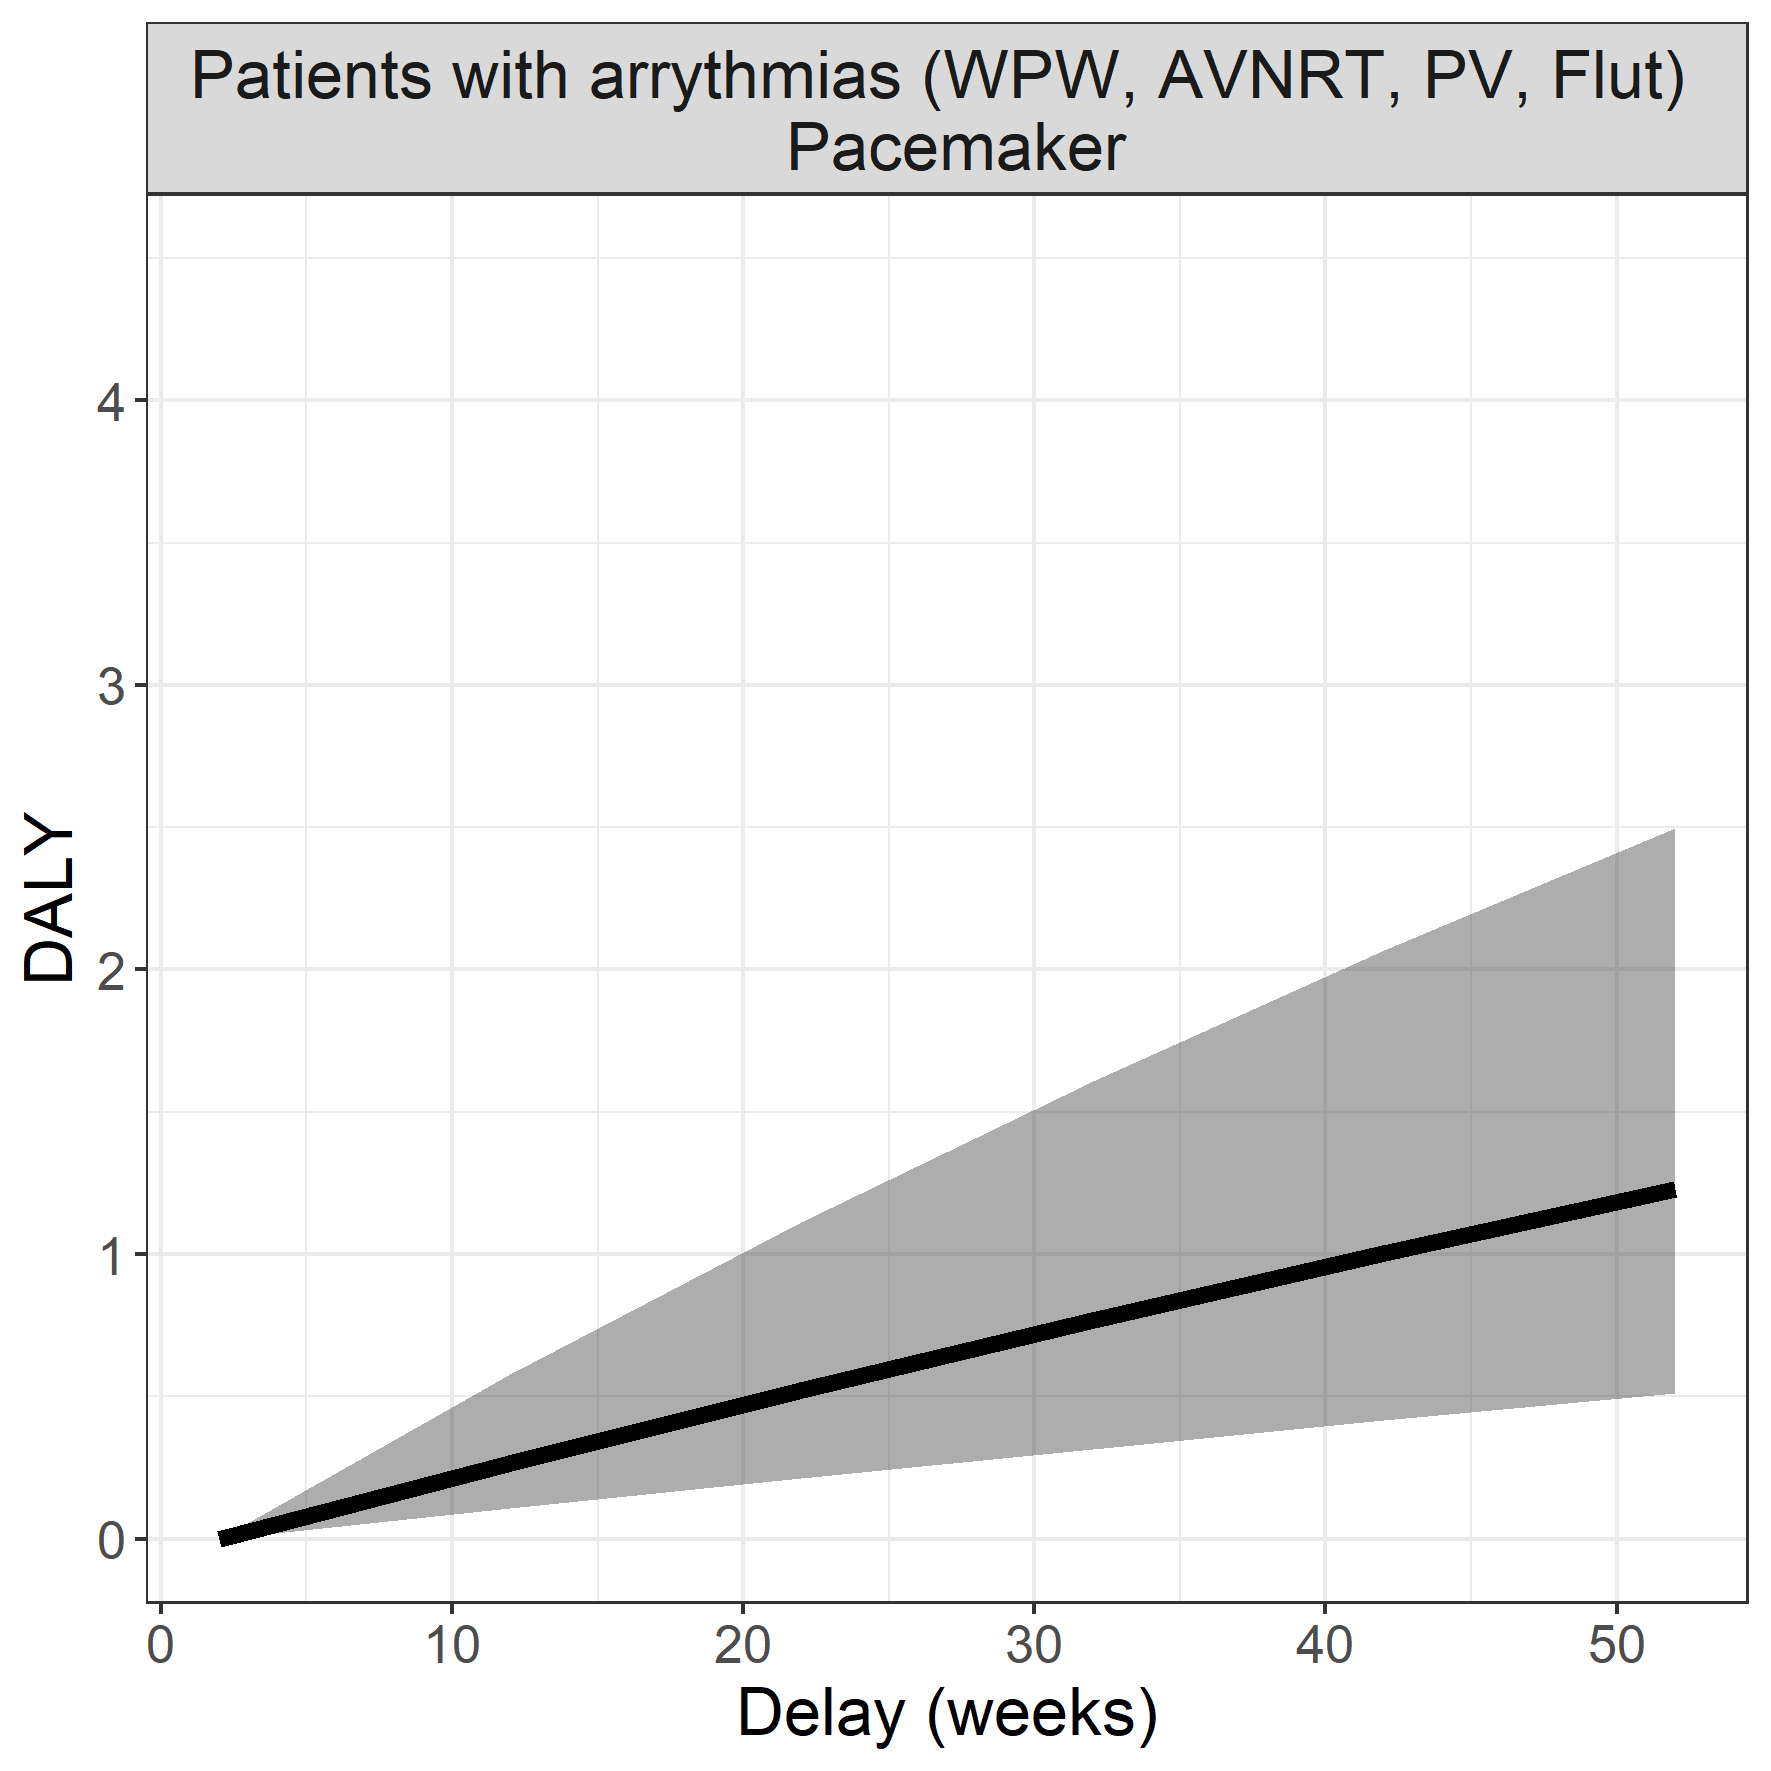 Patients with arrythmias (WPW, AVNRT, PV, Flut)
Pacemaker
DALY
4
3
2
1
0
0 10 20 30 40 50
Delay (weeks)